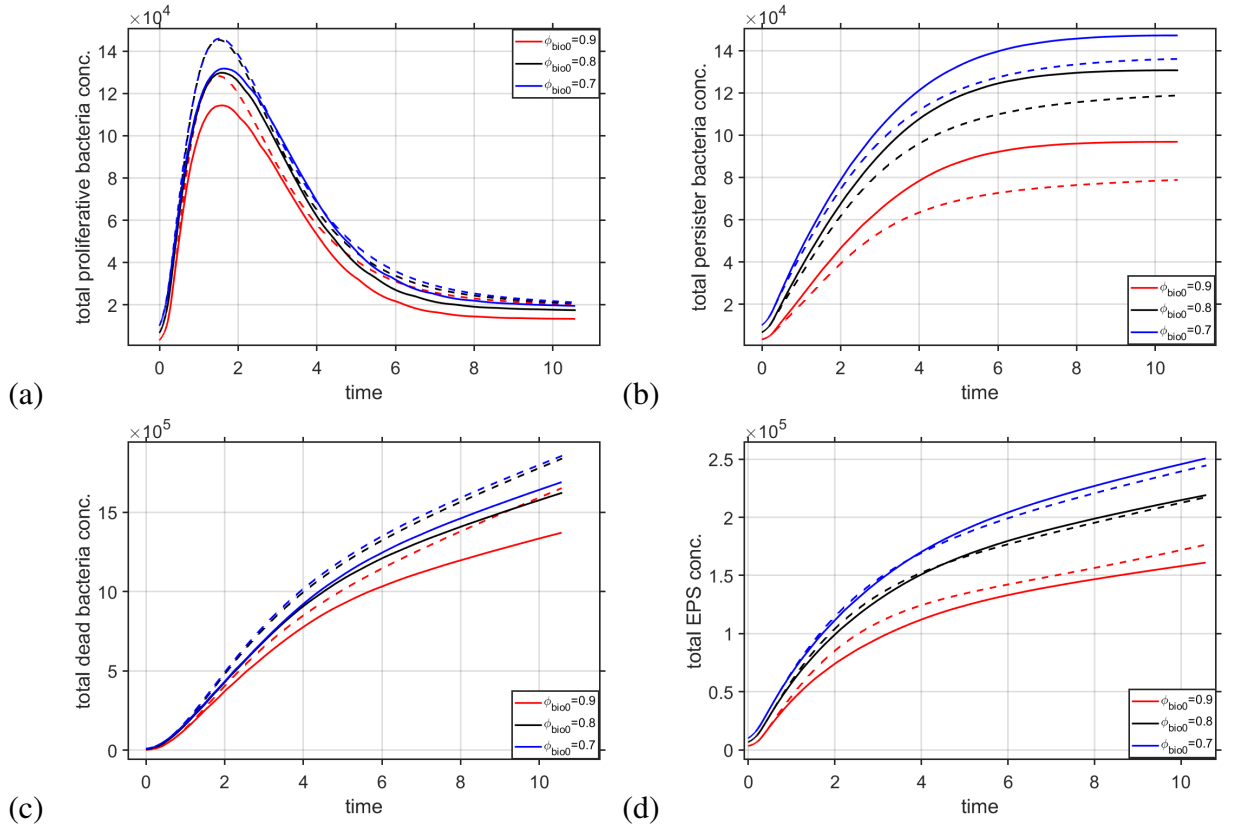 ×10⁴
total proliferative bacteria conc.
14
12
10
8
6
4
2
0 2 4 6 8 10
time
ϕbio0=0.9
ϕbio0=0.8
ϕbio0=0.7
(a)
×10⁴
total persister bacteria conc.
14
12
10
8
6
4
2
0 2 4 6 8 10
time
ϕbio0=0.9
ϕbio0=0.8
ϕbio0=0.7
(b)
×10⁵
total dead bacteria conc.
15
10
5
0
0 2 4 6 8 10
time
ϕbio0=0.9
ϕbio0=0.8
ϕbio0=0.7
(c)
×10⁵
total EPS conc.
2.5
2
1.5
1
0.5
0
0 2 4 6 8 10
time
ϕbio0=0.9
ϕbio0=0.8
ϕbio0=0.7
(d)